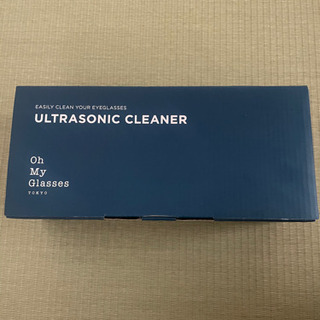 EASILY CLEAN YOUR EYEGLASSES
ULTRASONIC CLEANER
Oh
My
Glasses
TOKYO